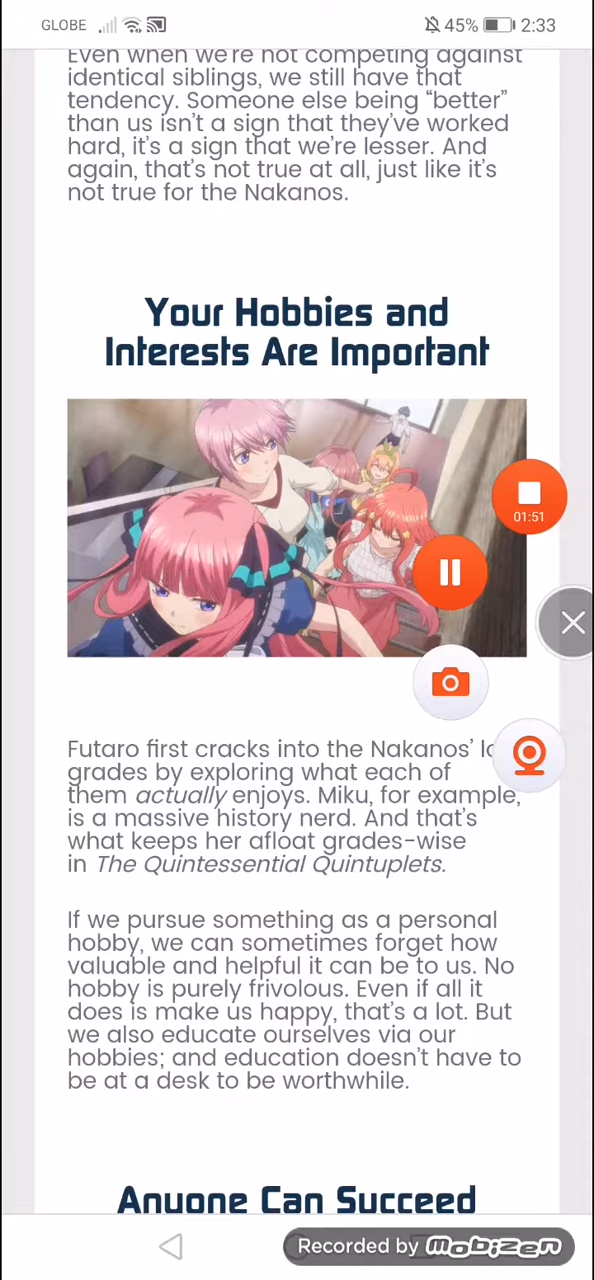 GLOBE 45% 2:33
Even when we're not competing against
identical siblings, we still have that
tendency. Someone else being “better”
than us isn't a sign that they've worked
hard, it's a sign that we're lesser. And
again, that's not true at all, just like it's
not true for the Nakanos.
Your Hobbies and
Interests Are Important
01:51
Futaro first cracks into the Nakanos’
grades by exploring what each of
them actually enjoys. Miku, for example,
is a massive history nerd. And that's
what keeps her afloat grades-wise
in The Quintessential Quintuplets.
If we pursue something as a personal
hobby, we can sometimes forget how
valuable and helpful it can be to us. No
hobby is purely frivolous. Even if all it
does is make us happy, that's a lot. But
we also educate ourselves via our
hobbies; and education doesn't have to
be at a desk to be worthwhile.
Anyone Can Succeed
Recorded by mobizen